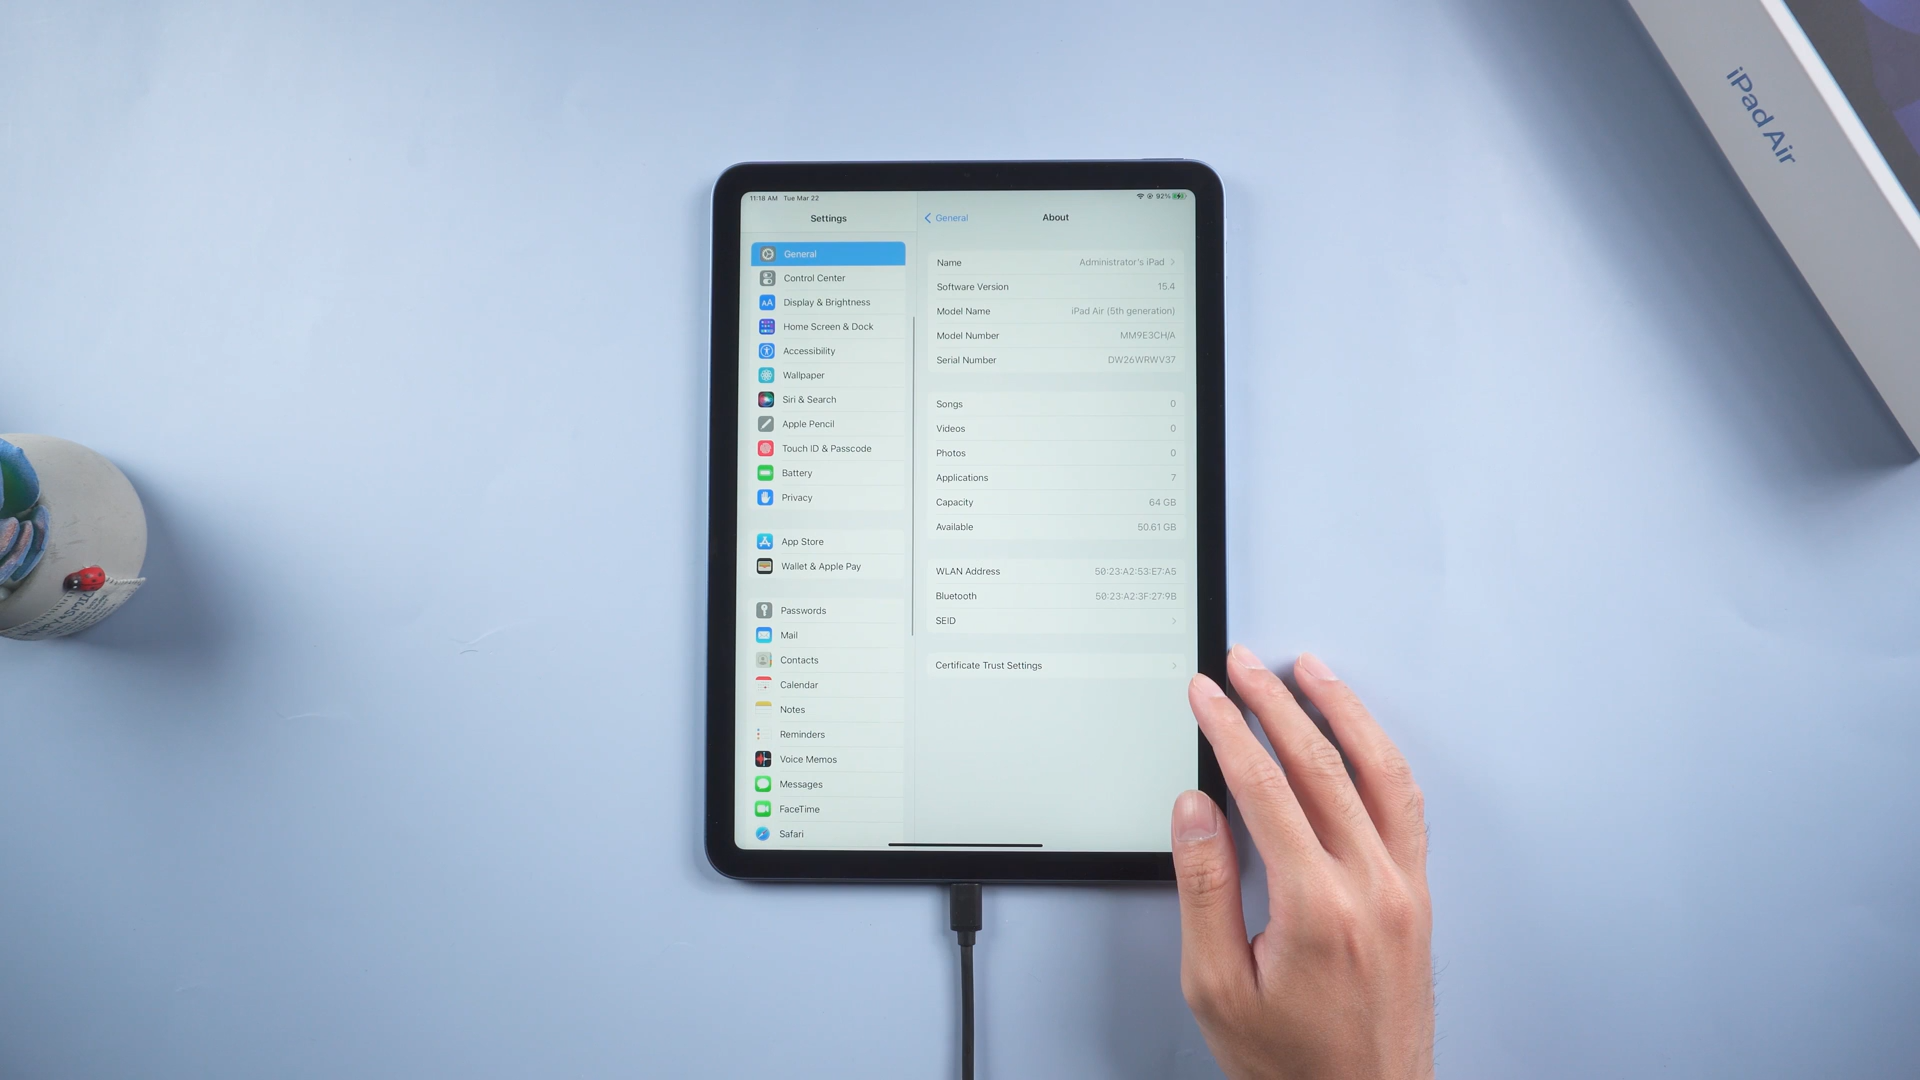 iPad Air
11:18 AM Tue Mar 22
92%
Settings
General
Control Center
Display & Brightness
Home Screen & Dock
Accessibility
Wallpaper
Siri & Search
Apple Pencil
Touch ID & Passcode
Battery
Privacy
App Store
Wallet & Apple Pay
Passwords
Mail
Contacts
Calendar
Notes
Reminders
Voice Memos
Messages
FaceTime
Safari
General
About
Name Administrator's iPad
Software Version 15.4
Model Name iPad Air (5th generation)
Model Number MM9E3CH/A
Serial Number DW26WRWV37
Songs 0
Videos 0
Photos 0
Applications 7
Capacity 64 GB
Available 50.61 GB
WLAN Address 50:23:A2:53:E7:A5
Bluetooth 50:23:A2:3F:27:9B
SEID
Certificate Trust Settings